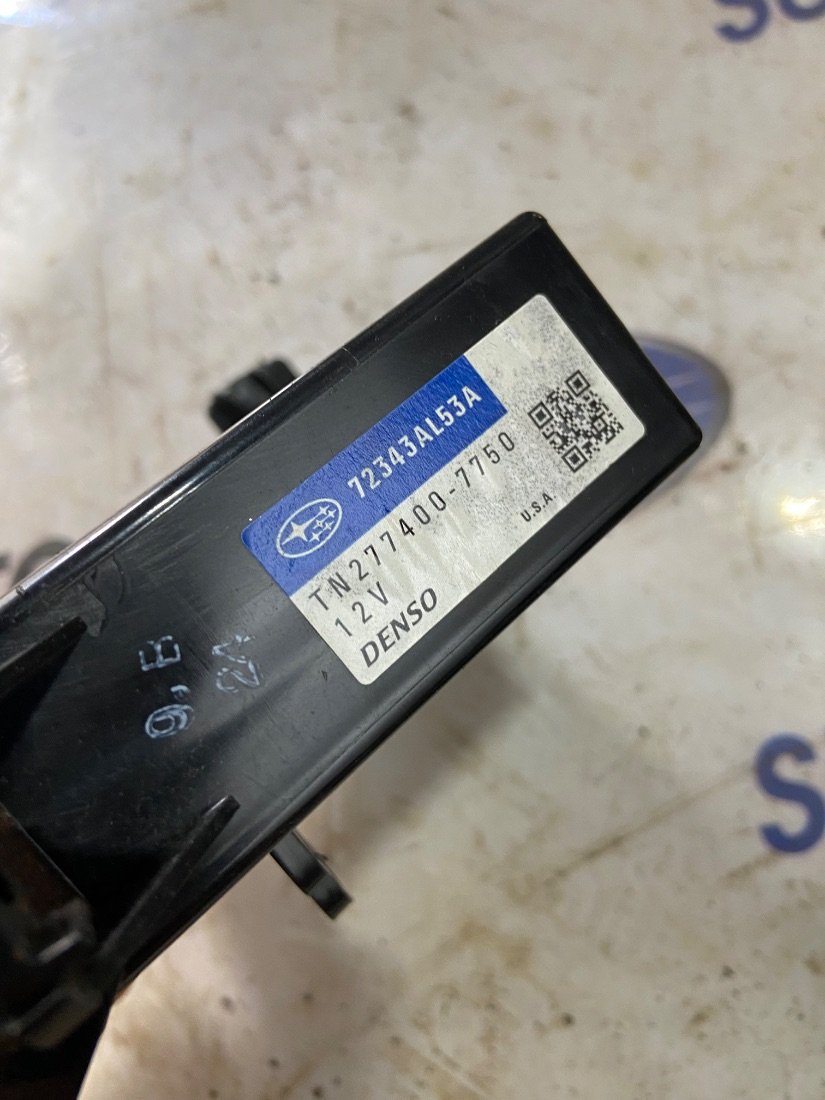 72343AL53A
TN277400-7750
12V
DENSO
U.S.A.
9.E
2A